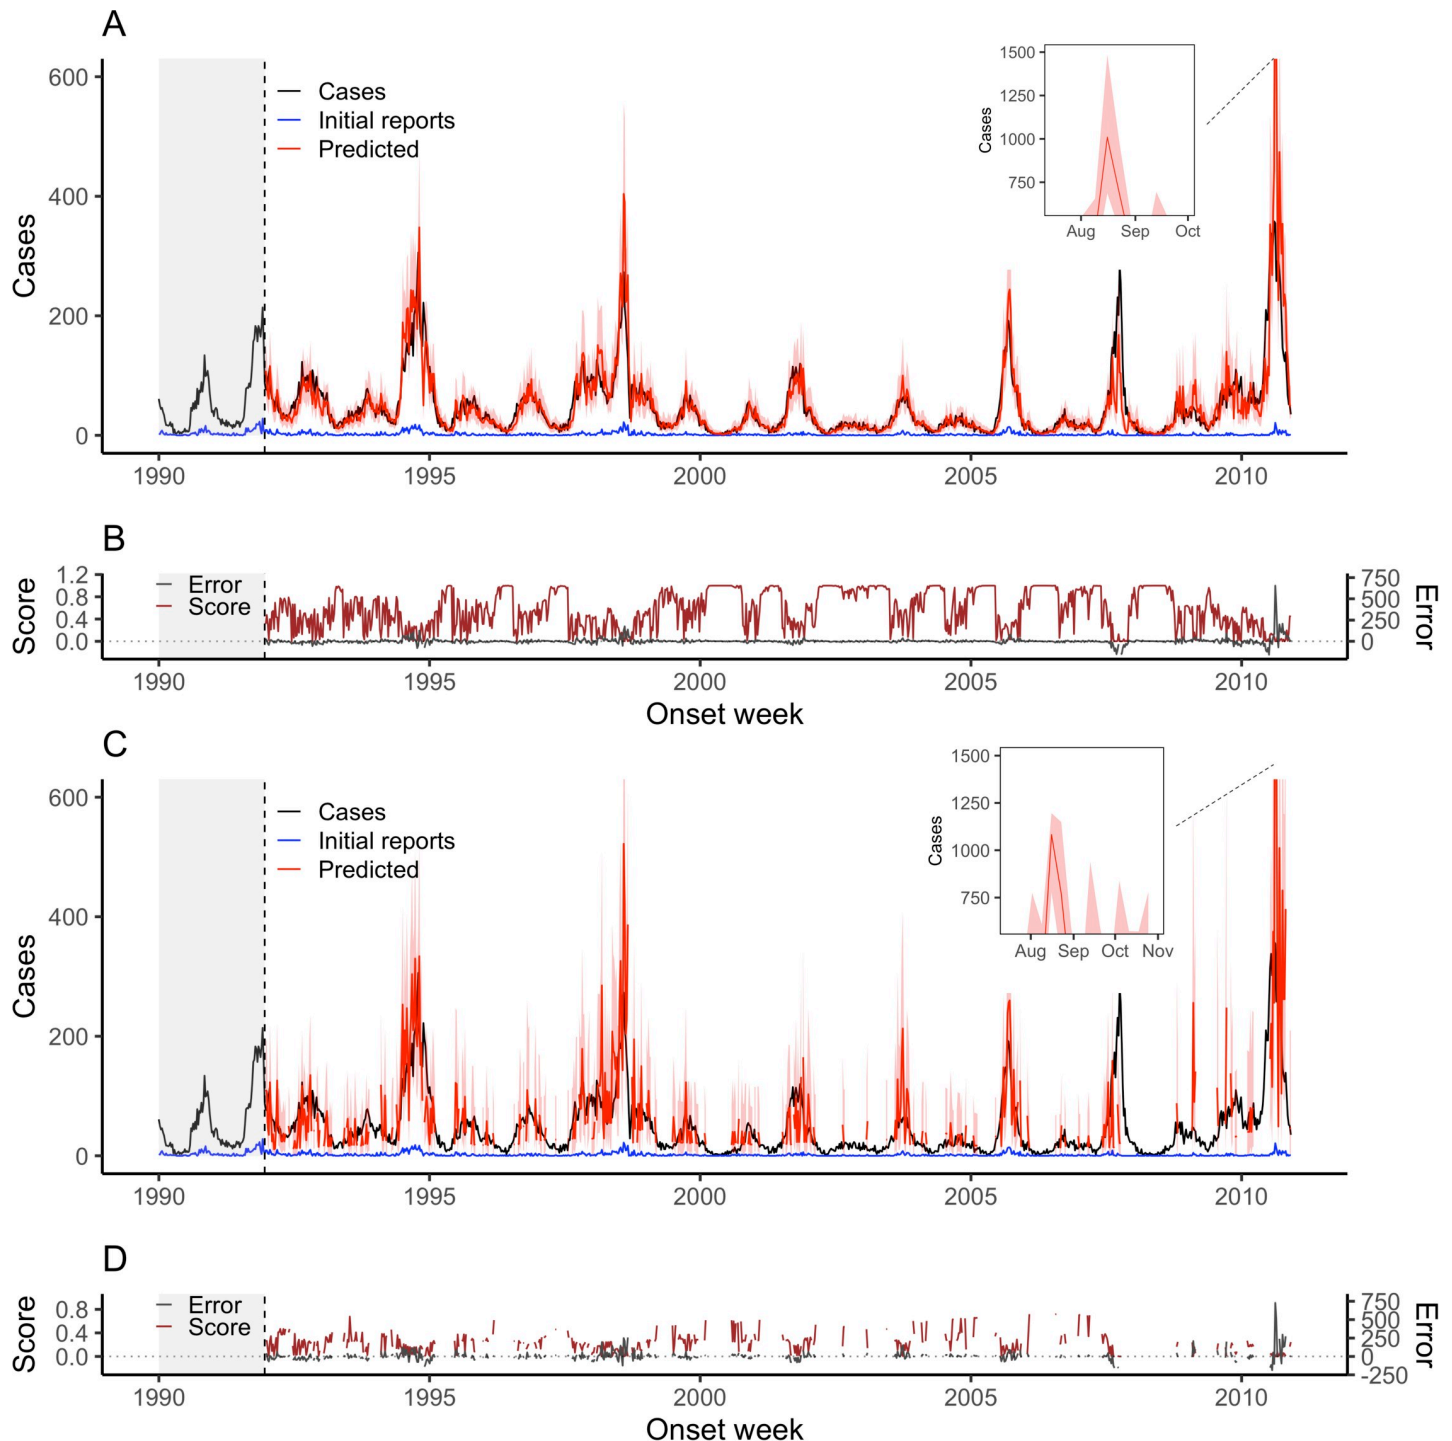 A
600
400
200
0
Cases
Cases
Initial reports
Predicted
1500
1250
1000
750
Cases
Aug Sep Oct
1990 1995 2000 2005 2010
B
1.2
0.8
0.4
0.0
Score
Error
Score
750
500
250
0
Error
1990 1995 2000 2005 2010
Onset week
C
600
400
200
0
Cases
Cases
Initial reports
Predicted
1500
1250
1000
750
Cases
Aug Sep Oct Nov
1990 1995 2000 2005 2010
D
0.8
0.4
0.0
Score
Error
Score
750
500
250
0
-250
Error
1990 1995 2000 2005 2010
Onset week